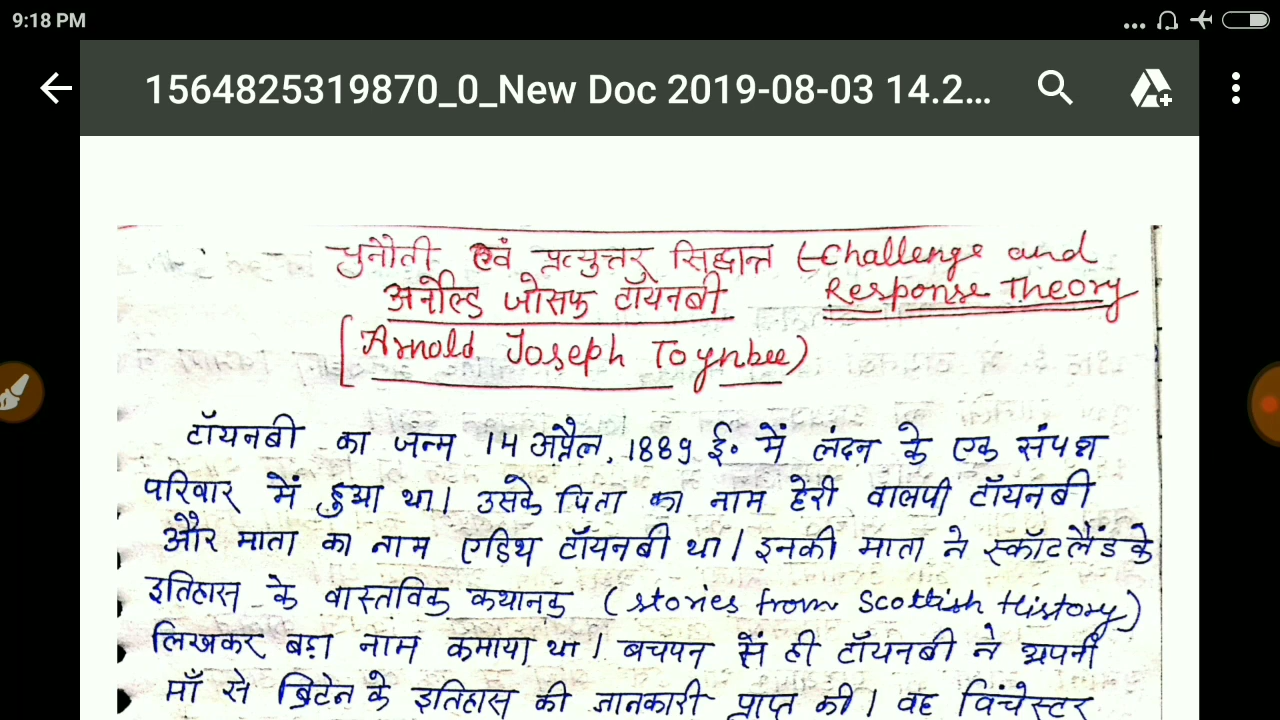 9:18 PM
1564825319870_0_New Doc 2019-08-03 14.2...
चुनौती एवं प्रत्युत्तर सिद्धान्त (Challenge and
अर्नोल्ड जोसफ टॉयनबी Response Theory
[Arnold Joseph Toynbee)
टॉयनबी का जन्म 14 अप्रैल, 1889 ई॰ में लंदन के एक संपन्न
परिवार में हुआ था। उसके पिता का नाम हेरी वालपी टॉयनबी
और माता का नाम एडिथ टॉयनबी था। इनकी माता ने स्कॉटलैंड के
इतिहास के वास्तविक कथानक (stories from Scottish History)
लिखकर बड़ा नाम कमाया था। बचपन सें ही टॉयनबी ने अपनी
माँ से ब्रिटेन के इतिहास की जानकारी प्राप्त की। वह विंचेस्टर